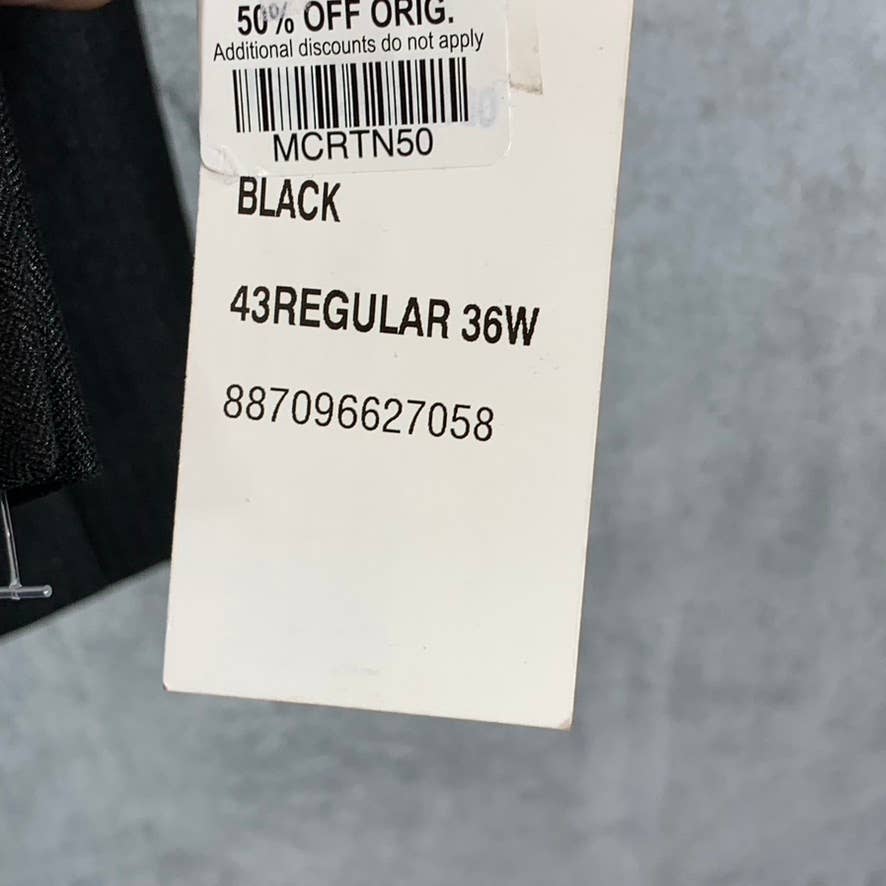 50% OFF ORIG.
Additional discounts do not apply
MCRTN50
BLACK
43REGULAR 36W
887096627058